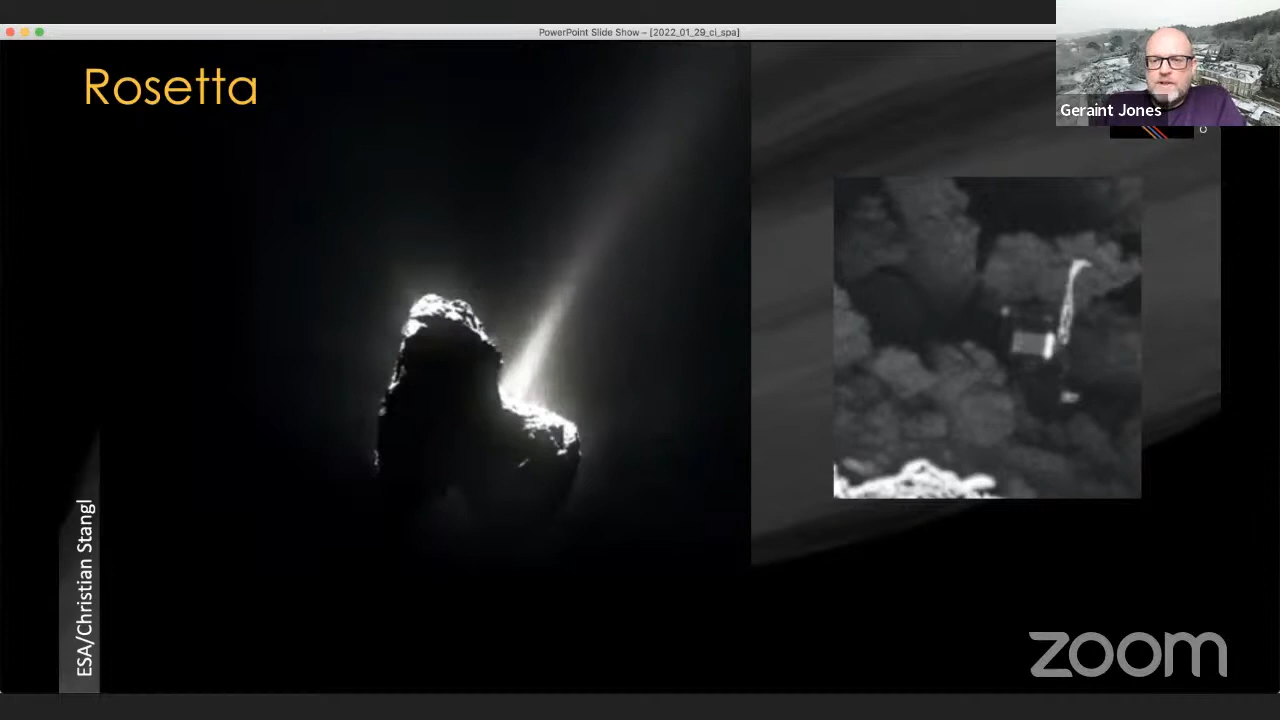 PowerPoint Slide Show – [2022_01_29_ci_spa]
Rosetta
Geraint Jones
ESA/Christian Stangl
zoom